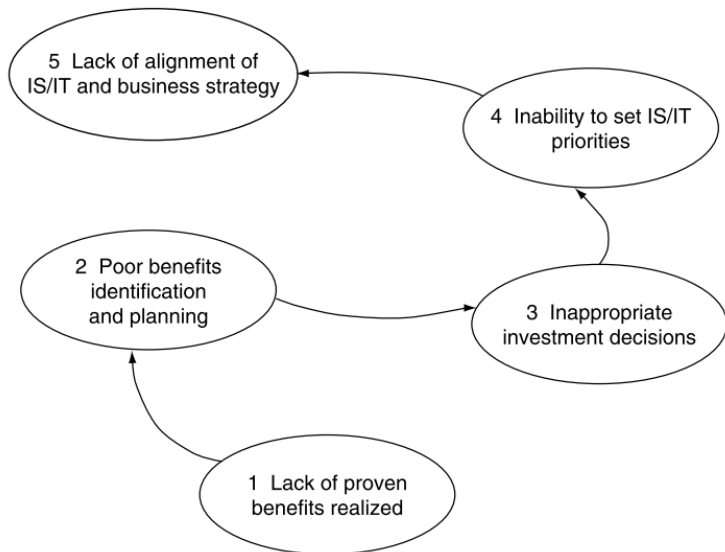 5 Lack of alignment of
IS/IT and business strategy
4 Inability to set IS/IT
priorities
2 Poor benefits
identification
and planning
3 Inappropriate
investment decisions
1 Lack of proven
benefits realized